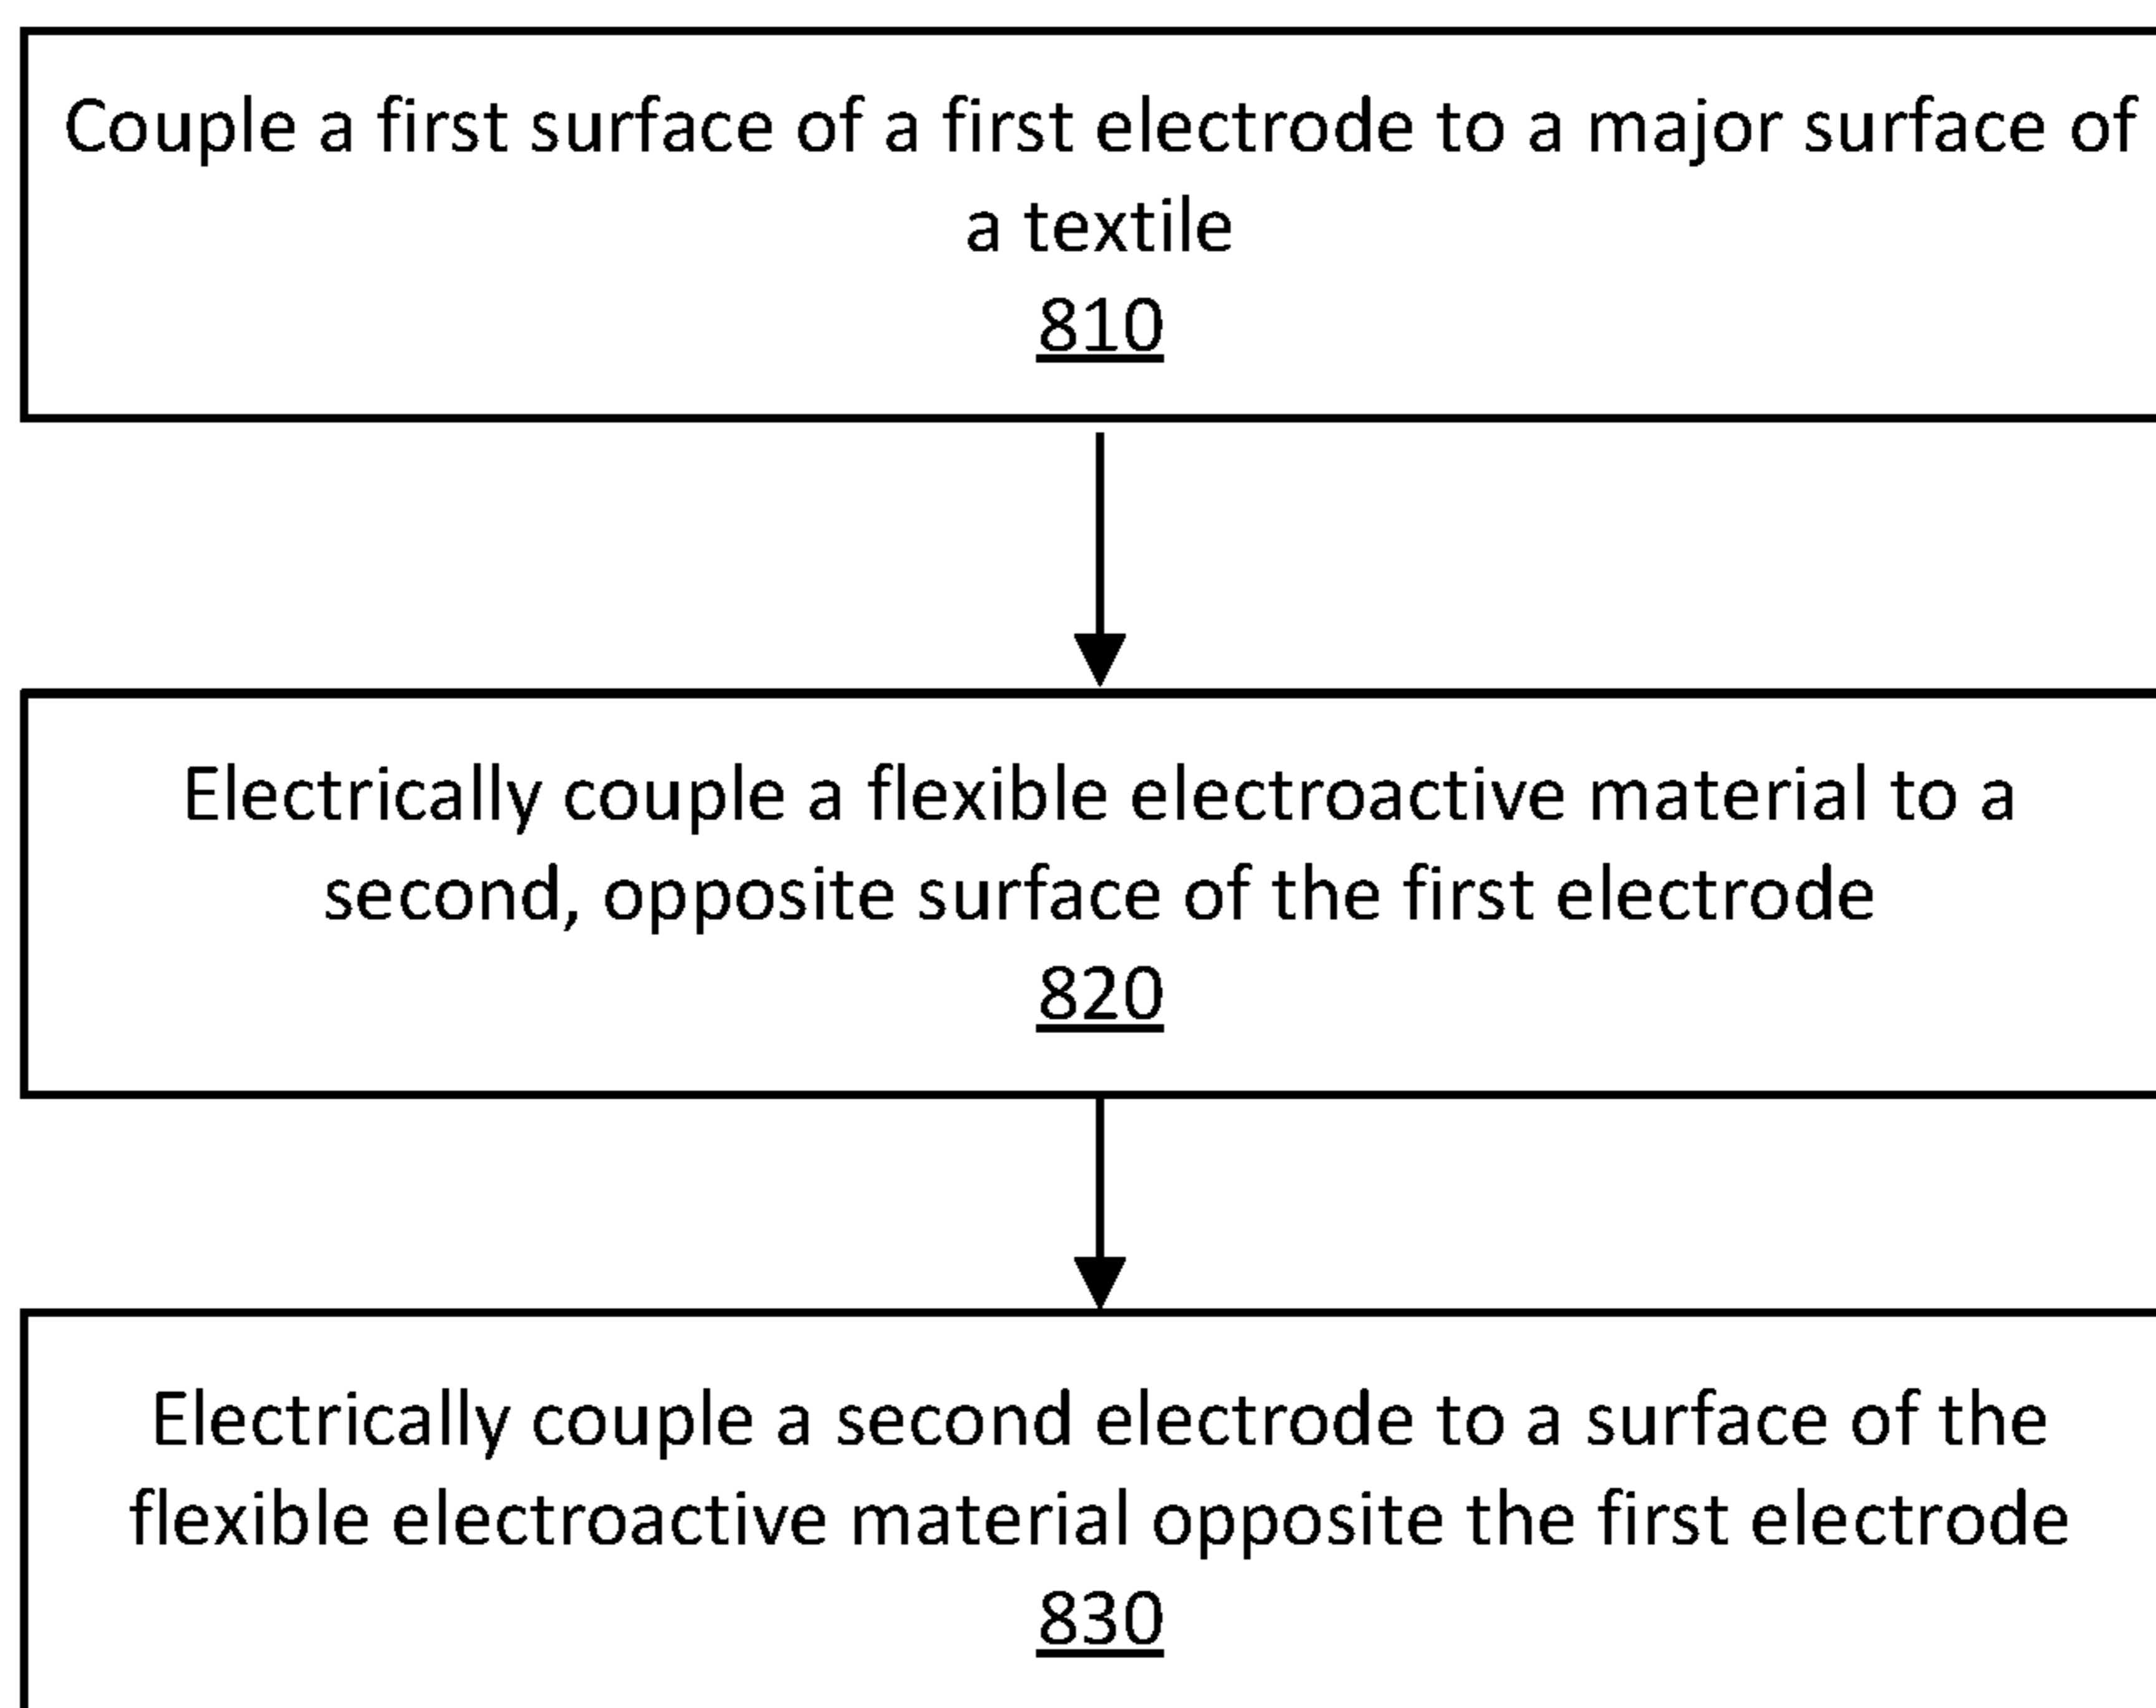 Couple a first surface of a first electrode to a major surface of
a textile
810
Electrically couple a flexible electroactive material to a
second, opposite surface of the first electrode
820
Electrically couple a second electrode to a surface of the
flexible electroactive material opposite the first electrode
830